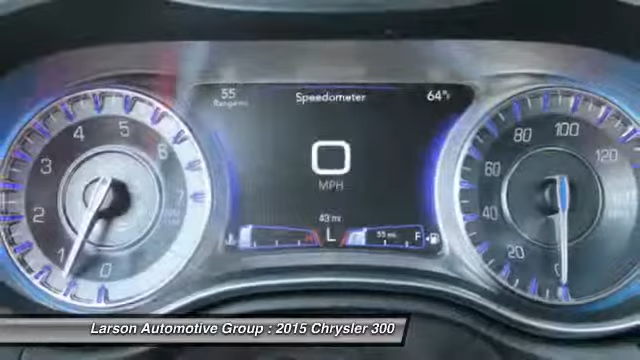 55
Range mi
Speedometer
64°F
0
MPH
43 mi
H
L
55 mi
F
0
1
2
3
4
5
6
7
0
20
40
60
80
100
120
Larson Automotive Group : 2015 Chrysler 300